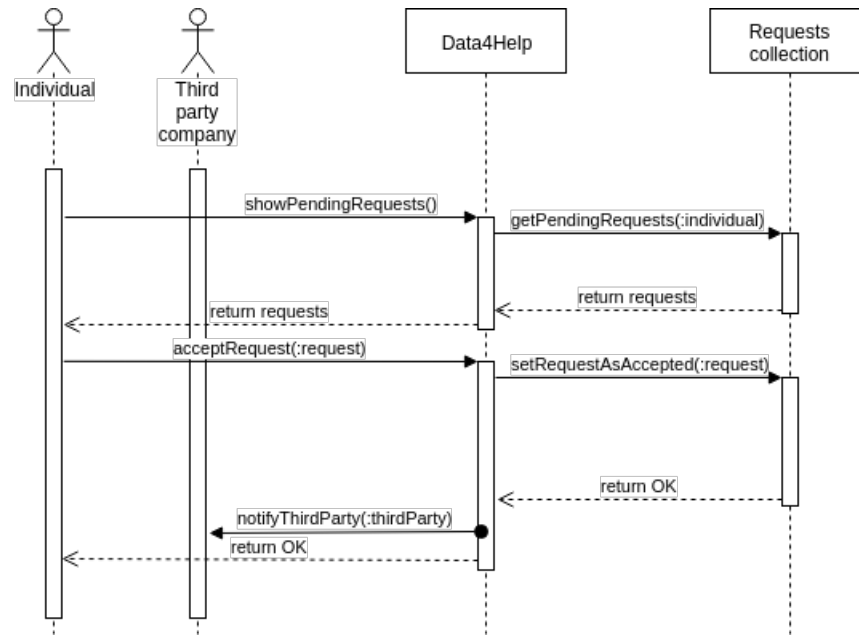 Data4Help
Requests
collection
Individual
Third
party
company
showPendingRequests()
getPendingRequests(:individual)
return requests
return requests
acceptRequest(:request)
setRequestAsAccepted(:request)
return OK
notifyThirdParty(:thirdParty)
return OK